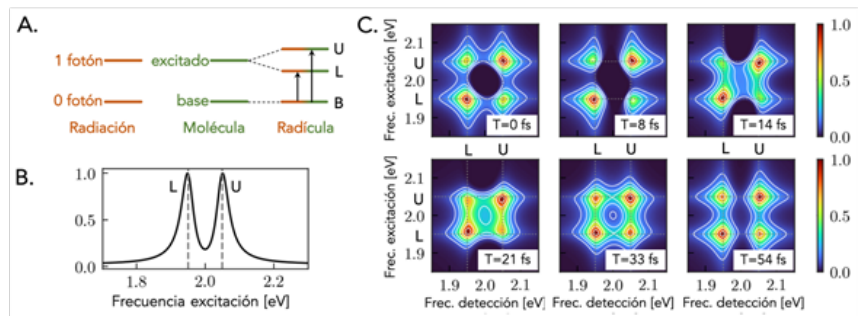 A.
1 fotón
0 fotón
Radiación
excitado
base
Molécula
U
L
B
Radícula
B.
1.0
0.5
0
L
U
1.8
2.0
2.2
Frecuencia excitación [eV]
C.
Frec. excitación [eV]
2.1
U
2.0
L
1.9
T=0 fs
T=8 fs
T=14 fs
1.0
0.5
0.0
L U
L U
L U
Frec. excitación [eV]
2.1
U
2.0
L
1.9
T=21 fs
T=33 fs
T=54 fs
1.0
0.5
0.0
1.9 2.0 2.1
1.9 2.0 2.1
1.9 2.0 2.1
Frec. detección [eV]
Frec. detección [eV]
Frec. detección [eV]